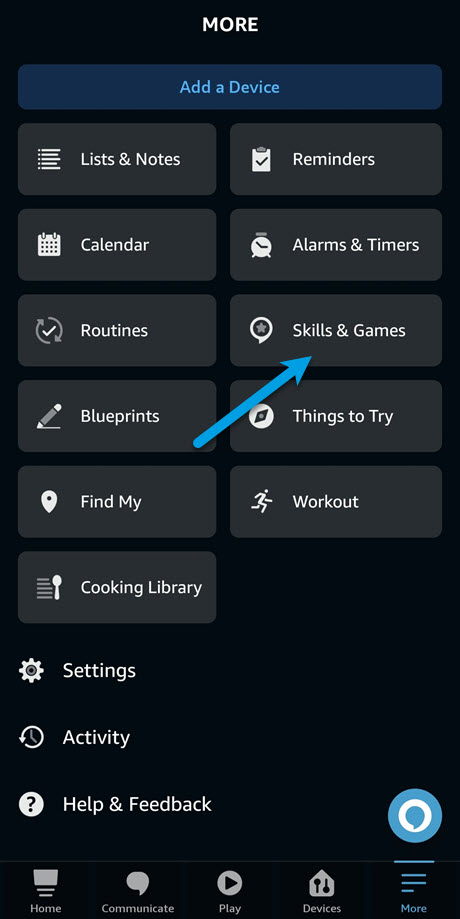 MORE
Add a Device
Lists & Notes
Reminders
Calendar
Alarms & Timers
Routines
Skills & Games
Blueprints
Things to Try
Find My
Workout
Cooking Library
Settings
Activity
Help & Feedback
Home
Communicate
Play
Devices
More